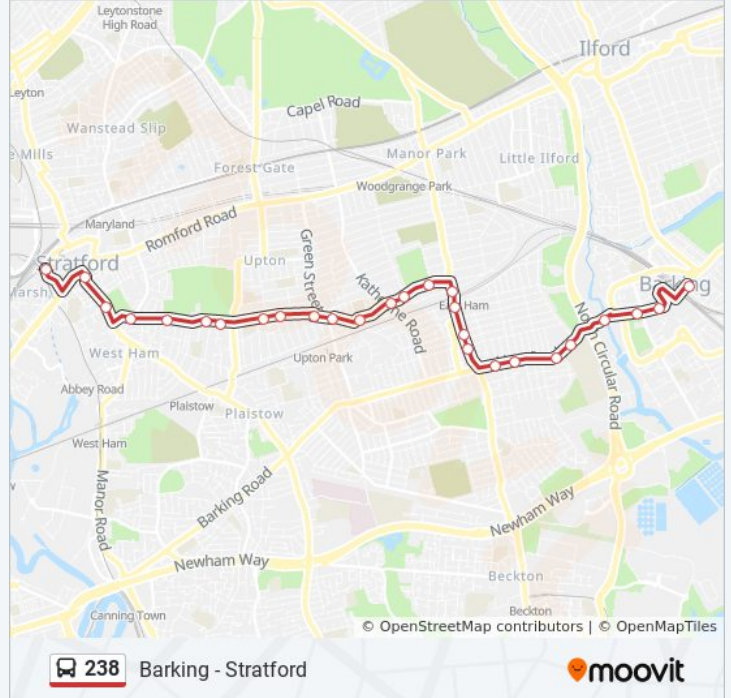 Leytonstone
High Road
Ilford
eyton
Capel Road
Wanstead Slip
e Mills
Manor Park
Little Ilford
Forest Gate
Woodgrange Park
Maryland
Romford Road
Green Street
Stratford
Upton
Katherine Road
Barking
Marsh)
East Ham
North Circular Road
West Ham
Upton Park
Abbey Road
Plaistow
Plaistow
West Ham
Manor Road
Barking Road
Newham Way
Newham Way
Beckton
Beckton
Canning Town
© OpenStreetMap contributors | © OpenMapTiles
238 Barking - Stratford
moovit